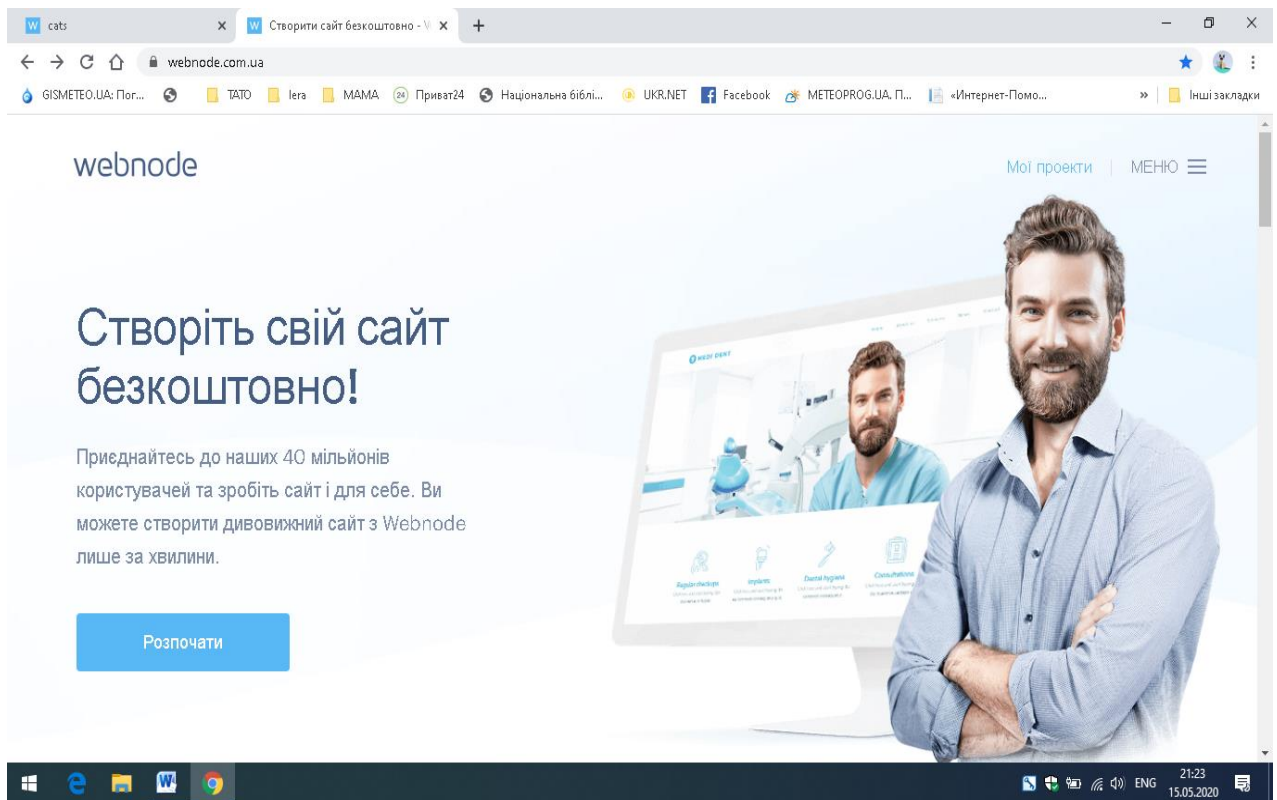 cats
Створити сайт безкоштовно - W
webnode.com.ua
GISMETEO.UA: Пог... ТАТО lera МАМА Приват24 Національна біблі... UKR.NET Facebook METEOPROG.UA. П... «Интернет-Помо... » Інші закладки
webnode
Мої проекти | МЕНЮ
Створіть свій сайт
безкоштовно!
Приєднайтесь до наших 40 мільйонів
користувачей та зробіть сайт і для себе. Ви
можете створити дивовижний сайт з Webnode
лише за хвилини.
Розпочати
MEDI DENT
Regular checkups
Implants
Dental hygiene
Consultations
ENG
21:23
15.05.2020